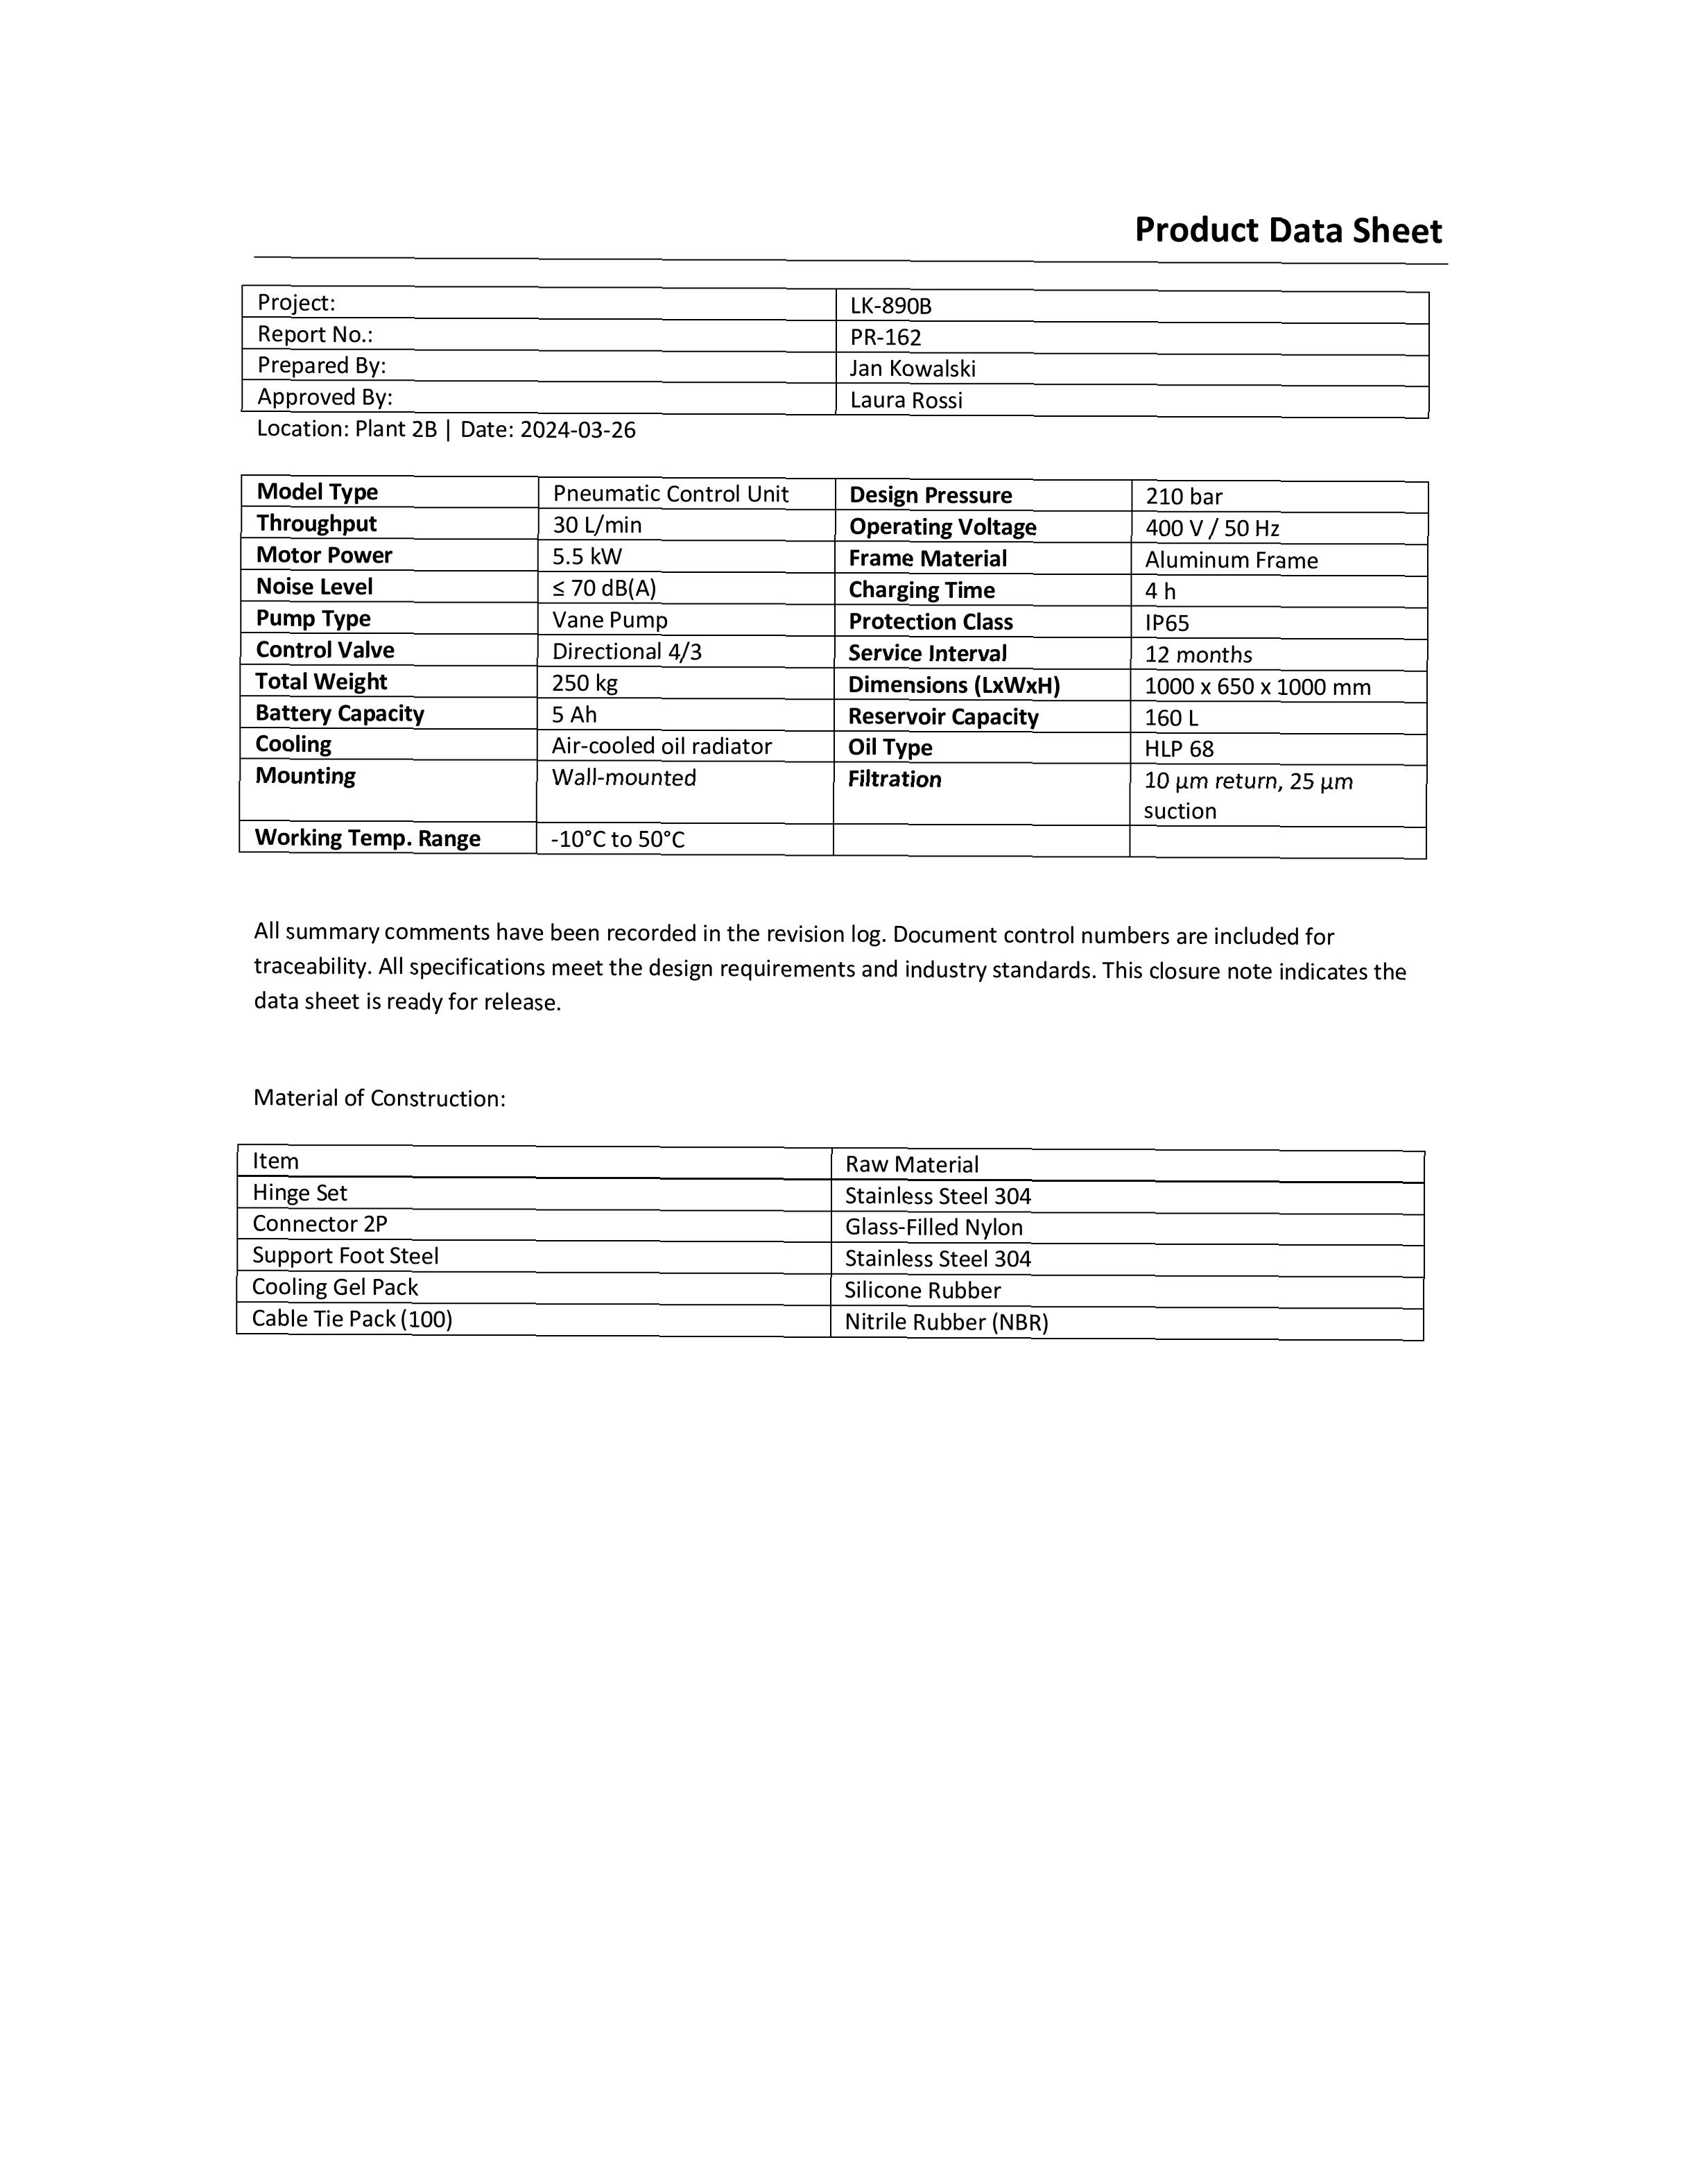 Product Data Sheet
Project: LK-890B
Report No.: PR-162
Prepared By: Jan Kowalski
Approved By: Laura Rossi
Location: Plant 2B | Date: 2024-03-26
Model Type Pneumatic Control Unit Design Pressure 210 bar
Throughput 30 L/min Operating Voltage 400 V / 50 Hz
Motor Power 5.5 kW Frame Material Aluminum Frame
Noise Level ≤ 70 dB(A) Charging Time 4 h
Pump Type Vane Pump Protection Class IP65
Control Valve Directional 4/3 Service Interval 12 months
Total Weight 250 kg Dimensions (LxWxH) 1000 x 650 x 1000 mm
Battery Capacity 5 Ah Reservoir Capacity 160 L
Cooling Air-cooled oil radiator Oil Type HLP 68
Mounting Wall-mounted Filtration 10 µm return, 25 µm
suction
Working Temp. Range -10°C to 50°C
All summary comments have been recorded in the revision log. Document control numbers are included for
traceability. All specifications meet the design requirements and industry standards. This closure note indicates the
data sheet is ready for release.
Material of Construction:
Item Raw Material
Hinge Set Stainless Steel 304
Connector 2P Glass-Filled Nylon
Support Foot Steel Stainless Steel 304
Cooling Gel Pack Silicone Rubber
Cable Tie Pack (100) Nitrile Rubber (NBR)